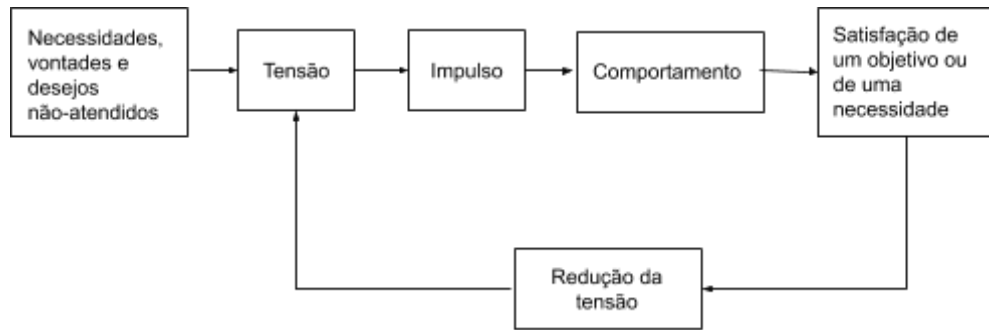 Necessidades,
vontades e
desejos
não-atendidos
Tensão
Impulso
Comportamento
Satisfação de
um objetivo ou
de uma
necessidade
Redução da
tensão